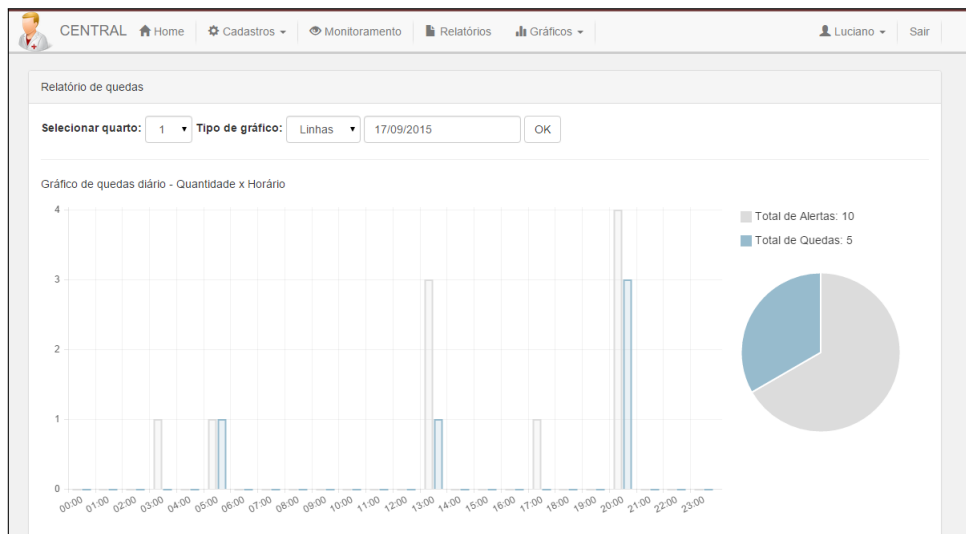 CENTRAL Home Cadastros Monitoramento Relatórios Gráficos Luciano Sair
Relatório de quedas
Selecionar quarto: 1 Tipo de gráfico: Linhas 17/09/2015 OK
Gráfico de quedas diário - Quantidade x Horário
Total de Alertas: 10
Total de Quedas: 5
4
3
2
1
0
00:00 01:00 02:00 03:00 04:00 05:00 06:00 07:00 08:00 09:00 10:00 11:00 12:00 13:00 14:00 15:00 16:00 17:00 18:00 19:00 20:00 21:00 22:00 23:00